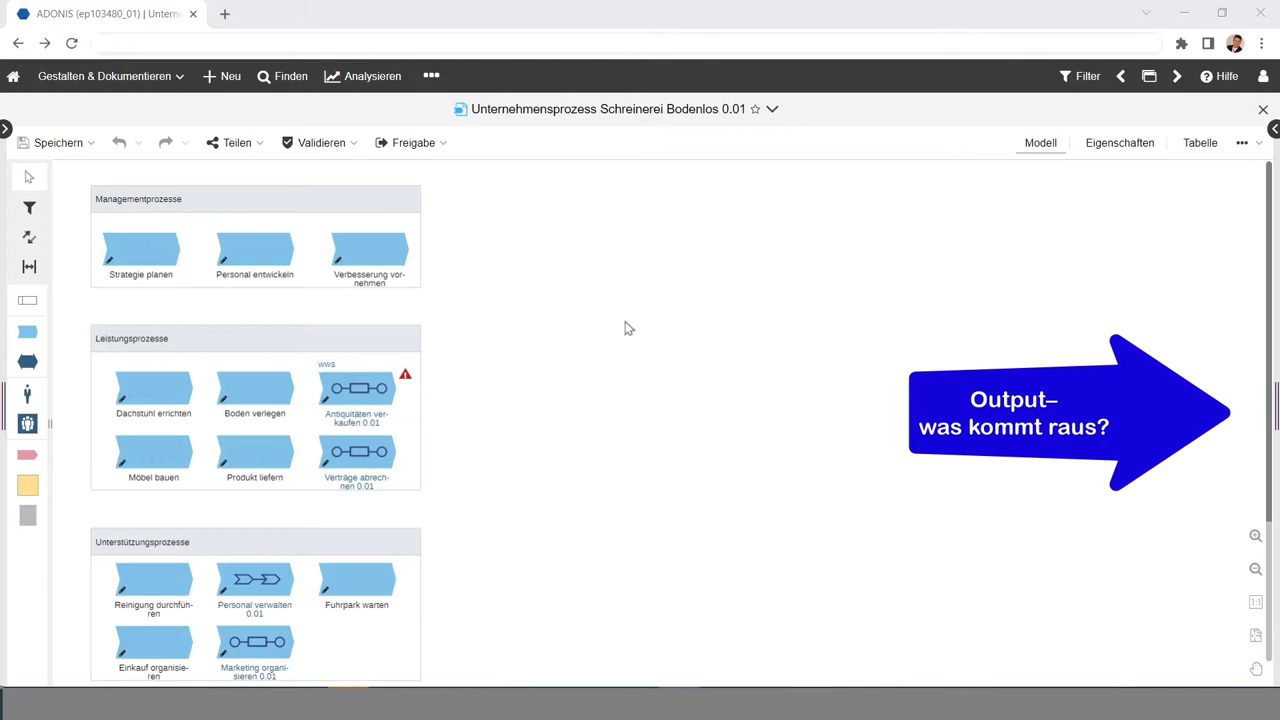 ADONIS (ep103480_01) | Untern
Gestalten & Dokumentieren
Neu
Finden
Analysieren
Filter
Hilfe
Unternehmensprozess Schreinerei Bodenlos 0.01
Speichern
Teilen
Validieren
Freigabe
Modell
Eigenschaften
Tabelle
Managementprozesse
Strategie planen
Personal entwickeln
Verbesserung vor-
nehmen
Leistungsprozesse
wws
Dachstuhl errichten
Boden verlegen
Antiquitäten ver-
kaufen 0.01
Möbel bauen
Produkt liefern
Verträge abrech-
nen 0.01
Output–
was kommt raus?
Unterstützungsprozesse
Reinigung durchfüh-
ren
Personal verwalten
0.01
Fuhrpark warten
Einkauf organisie-
ren
Marketing organi-
sieren 0.01
1:1